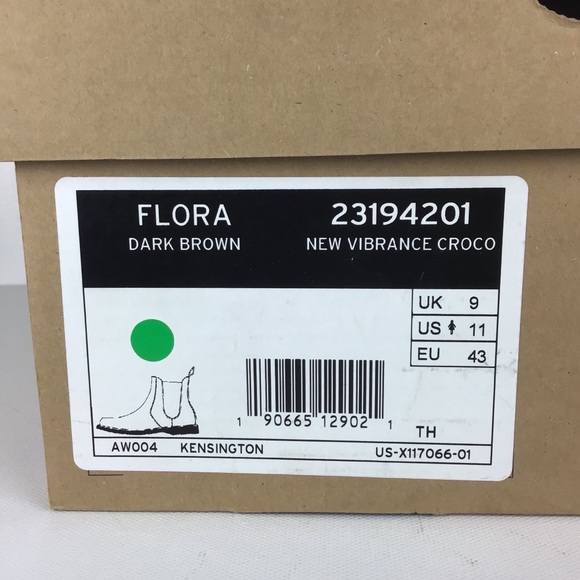 FLORA 23194201
DARK BROWN NEW VIBRANCE CROCO
UK 9
US 11
EU 43
1 90665 12902 1
TH
AW004 KENSINGTON US-X117066-01